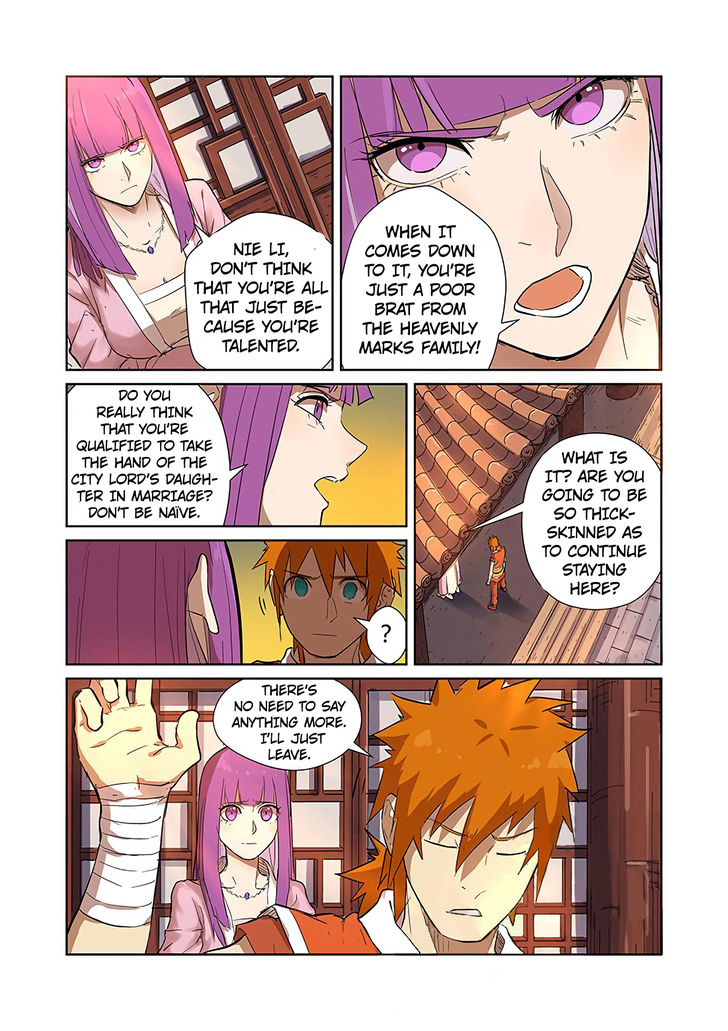 NIE LI,
DON'T THINK
THAT YOU'RE ALL
THAT JUST BE-
CAUSE YOU'RE
TALENTED.
WHEN IT
COMES DOWN
TO IT, YOU'RE
JUST A POOR
BRAT FROM
THE HEAVENLY
MARKS FAMILY!
DO YOU
REALLY THINK
THAT YOU'RE
QUALIFIED TO TAKE
THE HAND OF THE
CITY LORD'S DAUGH-
TER IN MARRIAGE?
DON'T BE NAÏVE.
WHAT IS
IT? ARE YOU
GOING TO BE
SO THICK-
SKINNED AS
TO CONTINUE
STAYING
HERE?
?
THERE'S
NO NEED TO SAY
ANYTHING MORE.
I'LL JUST
LEAVE.